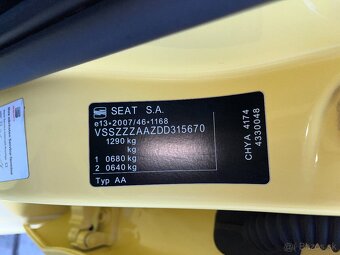 SEAT S.A.
e13*2007/46*1168
VSSZZZAAZDD315670
1290 kg
kg
1 0680 kg
2 0640 kg
Typ AA
CHYA 4174
4330048